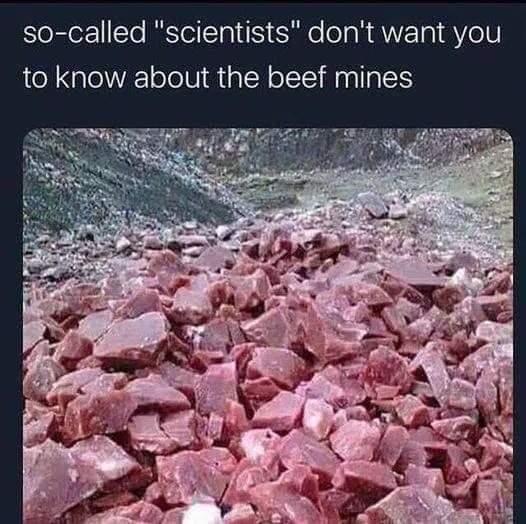 so-called "scientists" don't want you
to know about the beef mines